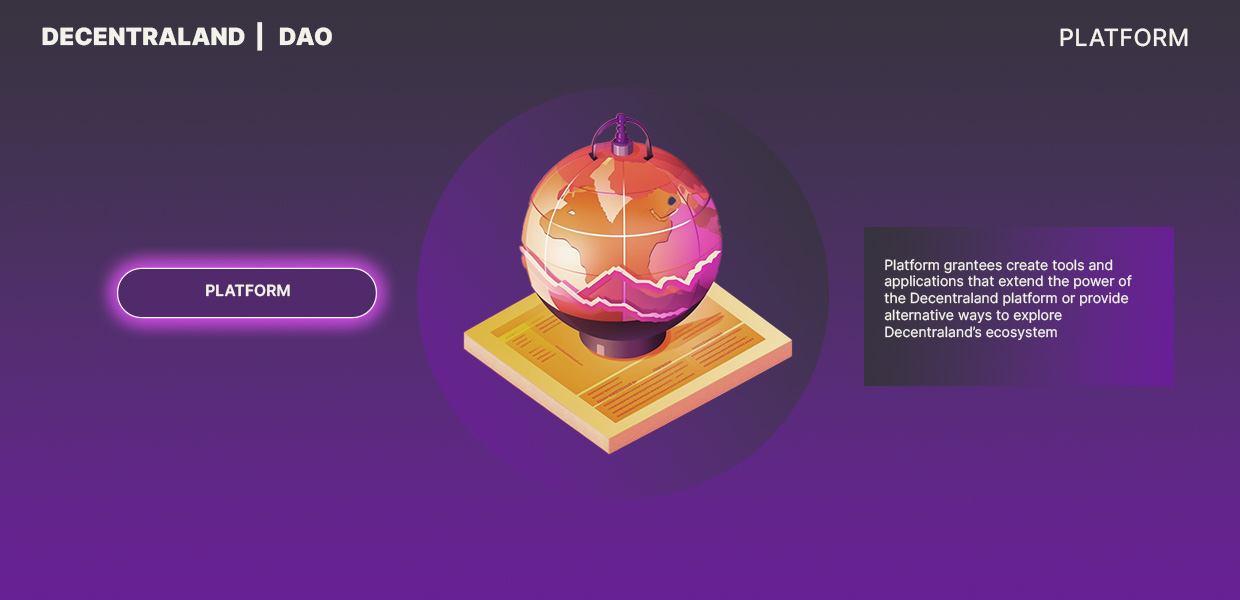 DECENTRALAND | DAO
PLATFORM
PLATFORM
Platform grantees create tools and
applications that extend the power of
the Decentraland platform or provide
alternative ways to explore
Decentraland’s ecosystem